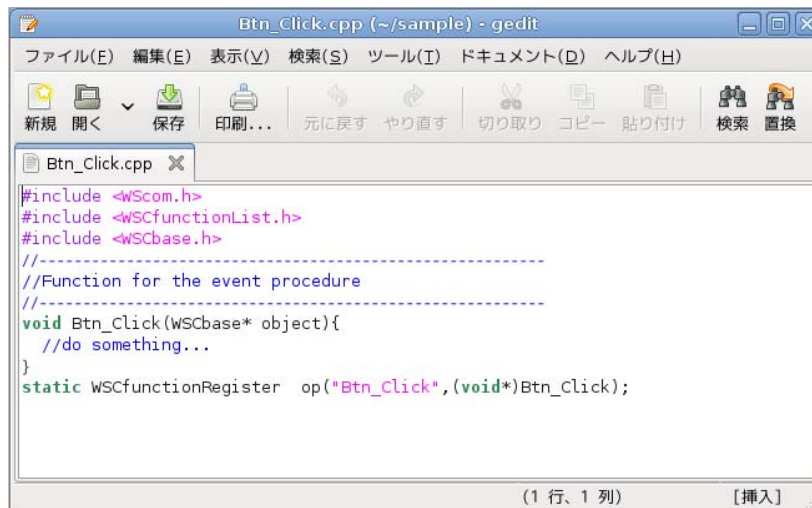 Btn_Click.cpp (~/sample) - gedit
ファイル(F) 編集(E) 表示(V) 検索(S) ツール(T) ドキュメント(D) ヘルプ(H)
新規 開く 保存 印刷... 元に戻す やり直す 切り取り コピー 貼り付け 検索 置換
Btn_Click.cpp
#include <WScom.h>
#include <WSCfunctionList.h>
#include <WSCbase.h>
//----------------------------------------------------------
//Function for the event procedure
//----------------------------------------------------------
void Btn_Click(WSCbase* object){
  //do something...
}
static WSCfunctionRegister  op("Btn_Click",(void*)Btn_Click);
(1 行、1 列) [挿入]